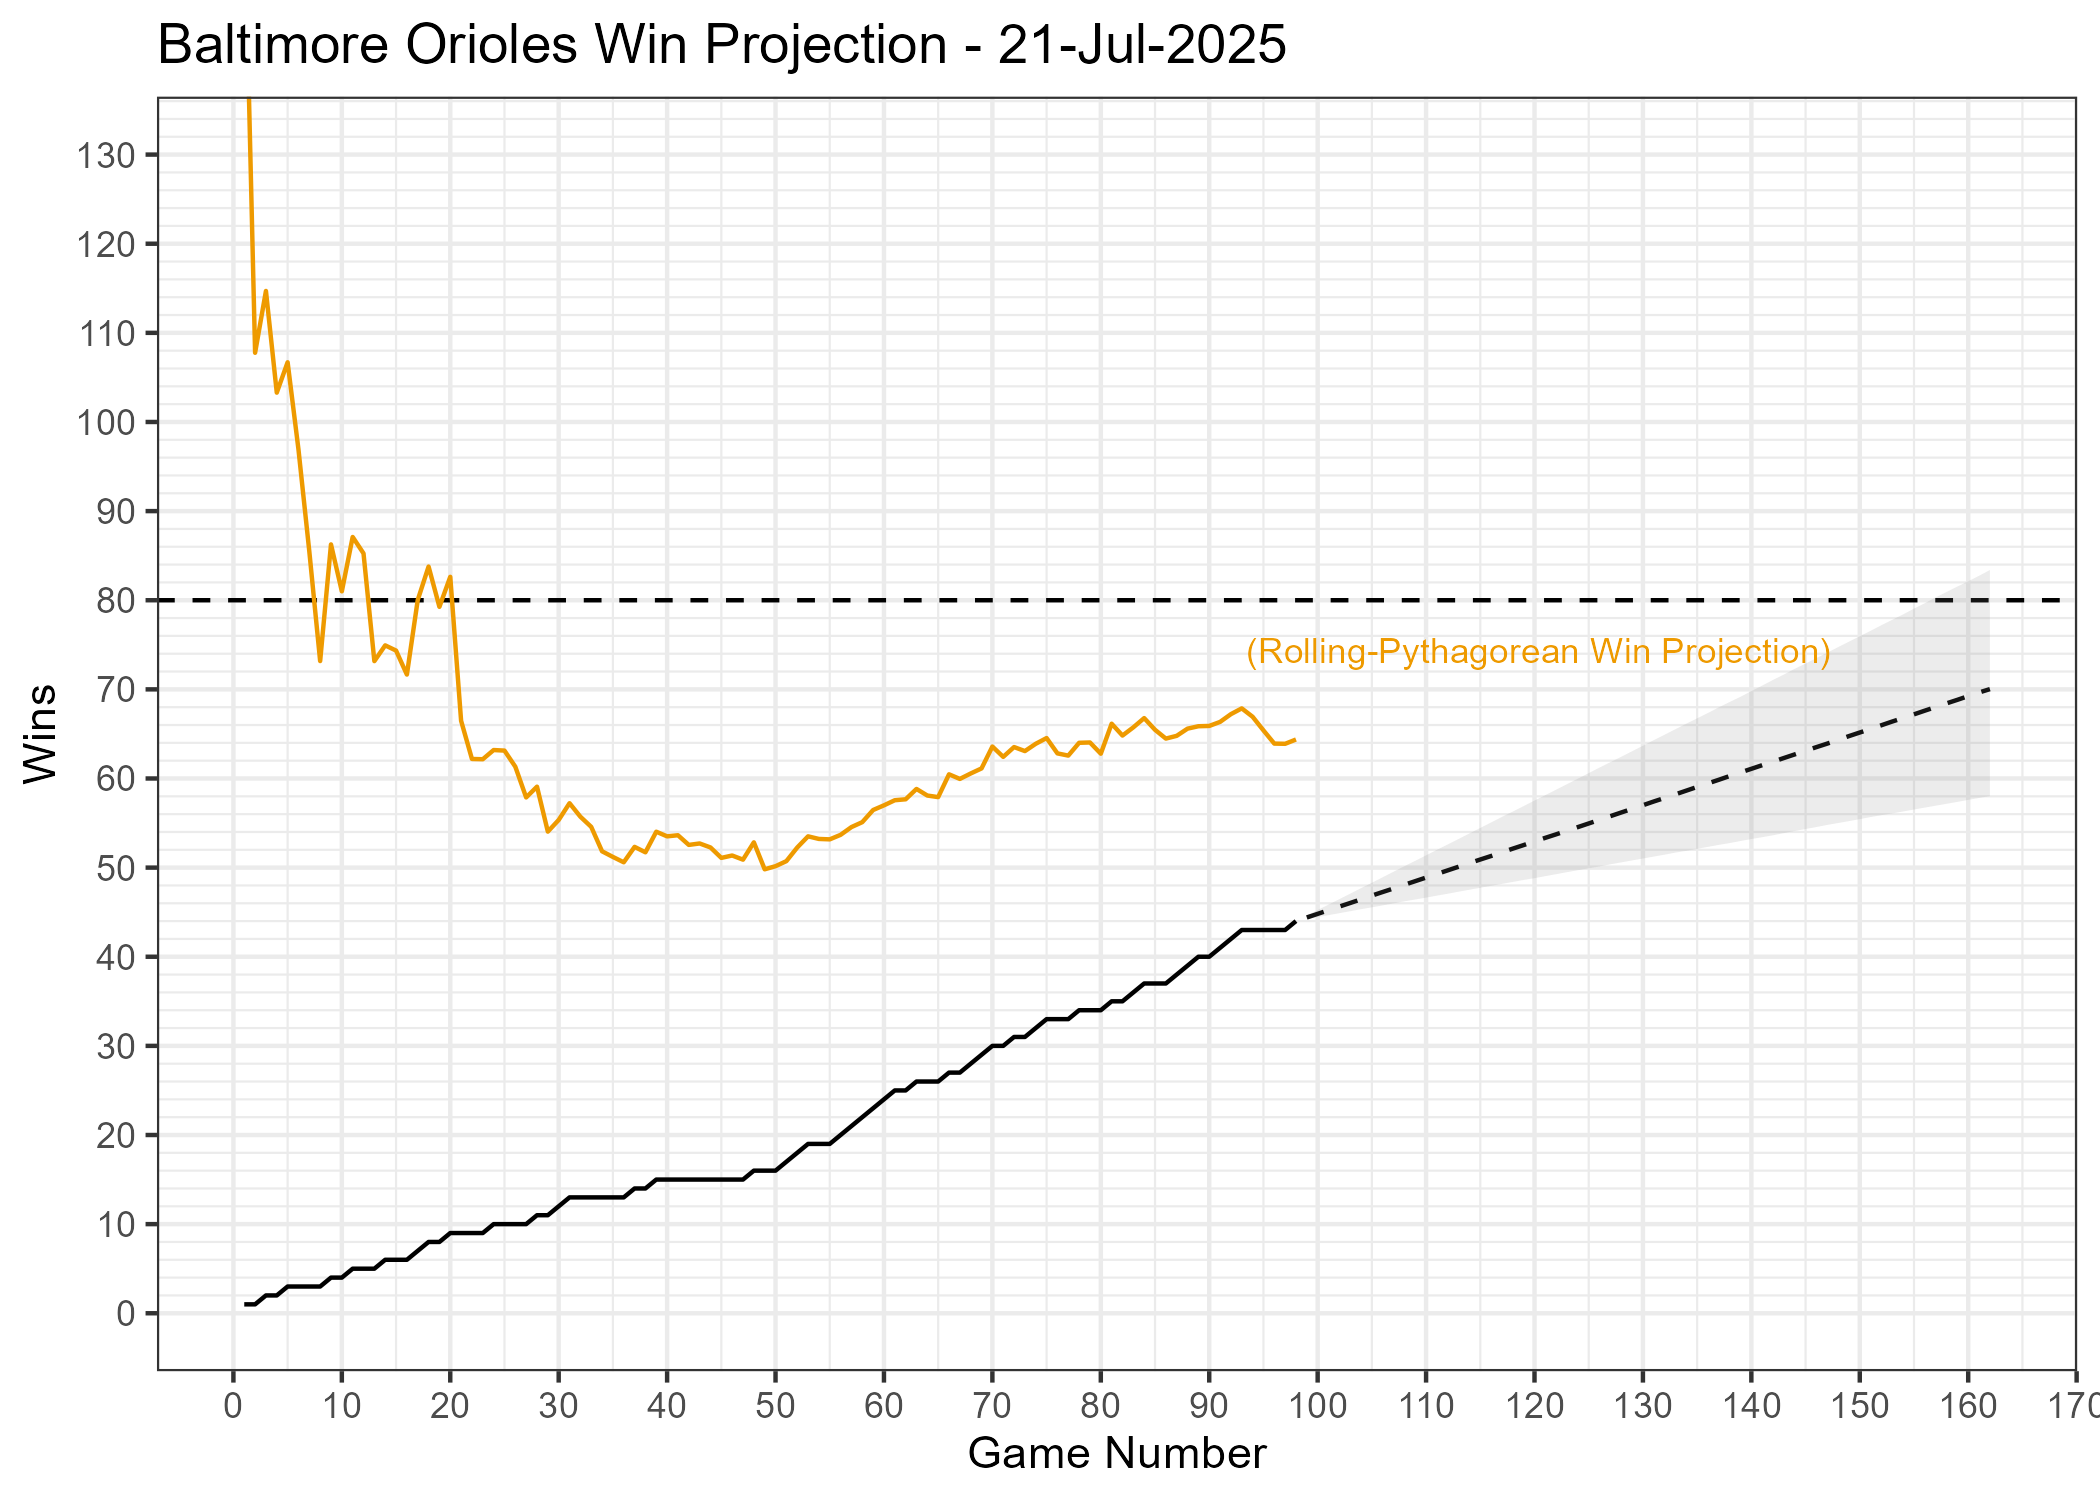 Baltimore Orioles Win Projection - 21-Jul-2025
130
120
110
100
90
80
70
60
50
40
30
20
10
0
Wins
(Rolling-Pythagorean Win Projection)
0 10 20 30 40 50 60 70 80 90 100 110 120 130 140 150 160 170
Game Number